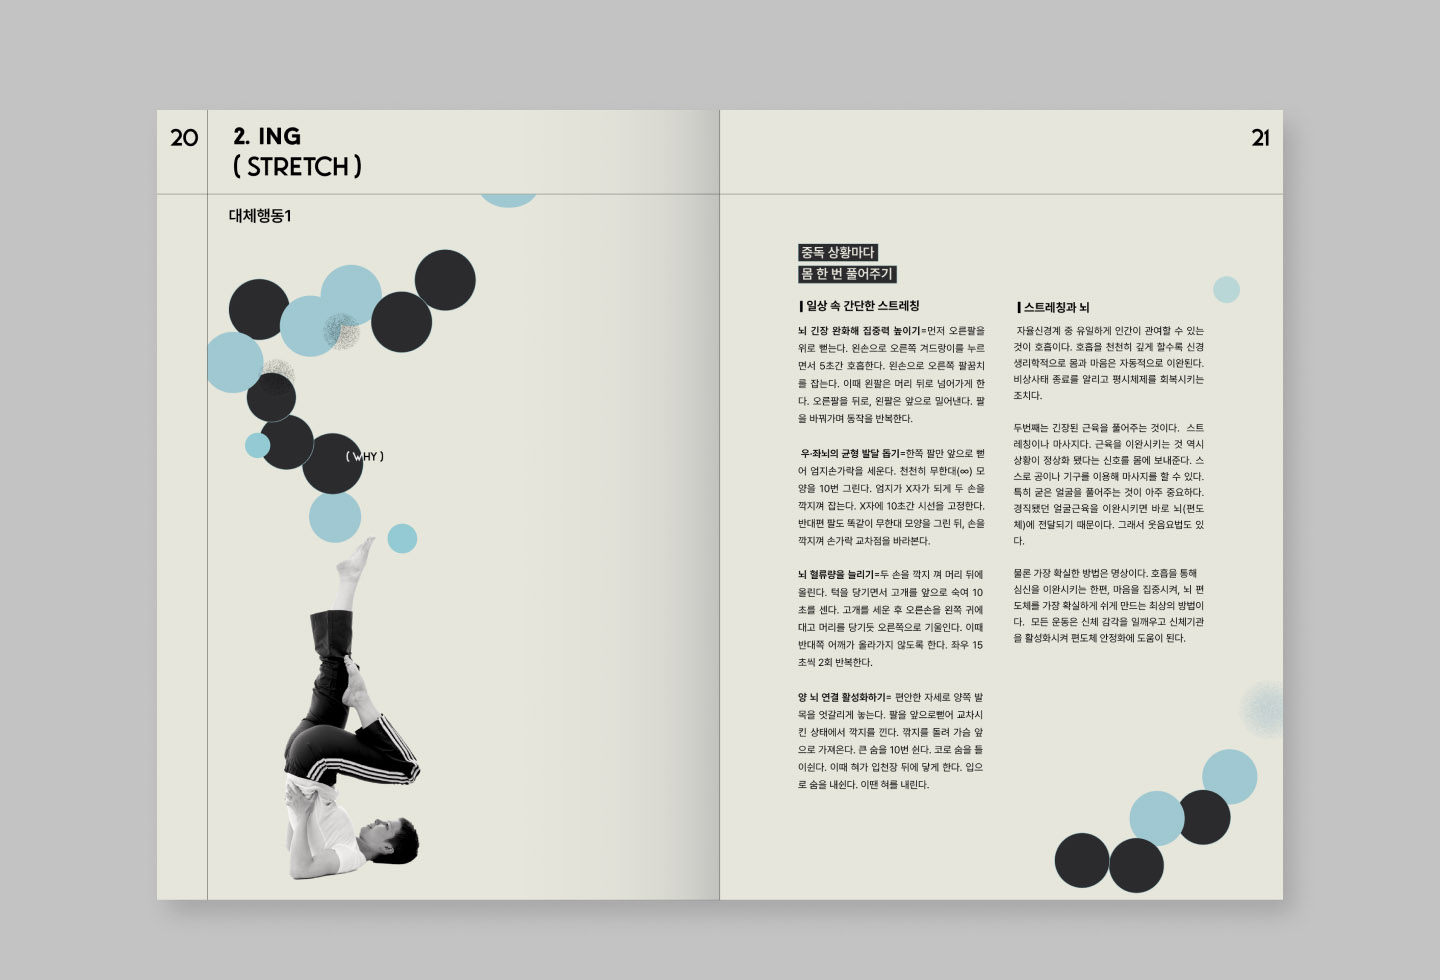 20
2. ING
( STRETCH )
대체행동1
( WHY )
21
중독 상황마다
몸 한 번 풀어주기
일상 속 간단한 스트레칭
뇌 긴장 완화해 집중력 높이기=먼저 오른팔을
위로 뻗는다. 왼손으로 오른쪽 겨드랑이를 누르
면서 5초간 호흡한다. 왼손으로 오른쪽 팔꿈치
를 잡는다. 이때 왼팔은 머리 뒤로 넘어가게 한
다. 오른팔을 뒤로, 왼팔은 앞으로 밀어낸다. 팔
을 바꿔가며 동작을 반복한다.
우·좌뇌의 균형 발달 돕기=한쪽 팔만 앞으로 뻗
어 엄지손가락을 세운다. 천천히 무한대(∞) 모
양을 10번 그린다. 엄지가 X자가 되게 두 손을
깍지껴 잡는다. X자에 10초간 시선을 고정한다.
반대편 팔도 똑같이 무한대 모양을 그린 뒤, 손을
깍지껴 손가락 교차점을 바라본다.
뇌 혈류량을 늘리기=두 손을 깍지 껴 머리 뒤에
올린다. 턱을 당기면서 고개를 앞으로 숙여 10
초를 센다. 고개를 세운 후 오른손을 왼쪽 귀에
대고 머리를 당기듯 오른쪽으로 기울인다. 이때
반대쪽 어깨가 올라가지 않도록 한다. 좌우 15
초씩 2회 반복한다.
양 뇌 연결 활성화하기= 편안한 자세로 양쪽 발
목을 엇갈리게 놓는다. 팔을 앞으로뻗어 교차시
킨 상태에서 깍지를 낀다. 깎지를 돌려 가슴 앞
으로 가져온다. 큰 숨을 10번 쉰다. 코로 숨을 들
이쉰다. 이때 혀가 입천장 뒤에 닿게 한다. 입으
로 숨을 내쉰다. 이땐 혀를 내린다.
스트레칭과 뇌
자율신경계 중 유일하게 인간이 관여할 수 있는
것이 호흡이다. 호흡을 천천히 깊게 할수록 신경
생리학적으로 몸과 마음은 자동적으로 이완된다.
비상사태 종료를 알리고 평시체제를 회복시키는
조치다.
두번째는 긴장된 근육을 풀어주는 것이다. 스트
레칭이나 마사지다. 근육을 이완시키는 것 역시
상황이 정상화 됐다는 신호를 몸에 보내준다. 스
스로 공이나 기구를 이용해 마사지를 할 수 있다.
특히 굳은 얼굴을 풀어주는 것이 아주 중요하다.
경직됐던 얼굴근육을 이완시키면 바로 뇌(편도
체)에 전달되기 때문이다. 그래서 웃음요법도 있
다.
물론 가장 확실한 방법은 명상이다. 호흡을 통해
심신을 이완시키는 한편, 마음을 집중시켜, 뇌 편
도체를 가장 확실하게 쉬게 만드는 최상의 방법이
다. 모든 운동은 신체 감각을 일깨우고 신체기관
을 활성화시켜 편도체 안정화에 도움이 된다.